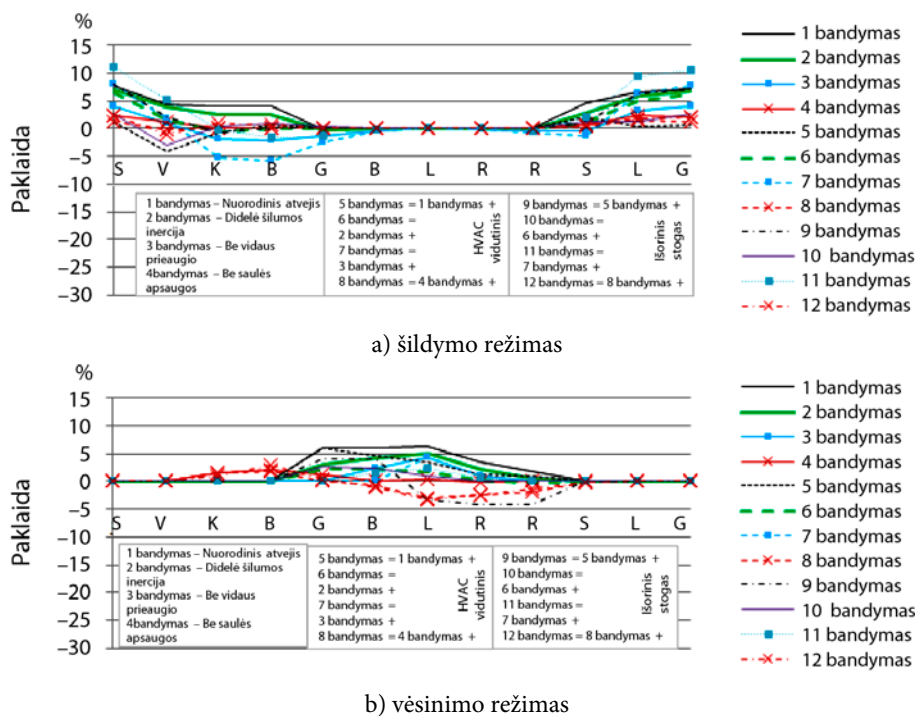 %
15
10
5
0
–5
–10
–15
–20
–25
–30
Paklaida
S V K B G B L R R S L G
1 bandymas – Nuorodinis atvejis
2 bandymas – Didelė šilumos
inercija
3 bandymas – Be vidaus
prieaugio
4bandymas – Be saulės
apsaugos
5 bandymas = 1 bandymas +
6 bandymas =
2 bandymas +
7 bandymas =
3 bandymas +
8 bandymas = 4 bandymas +
HVAC
vidutinis
9 bandymas = 5 bandymas +
10 bandymas =
6 bandymas +
11 bandymas =
7 bandymas +
12 bandymas = 8 bandymas +
Išorinis
stogas
1 bandymas
2 bandymas
3 bandymas
4 bandymas
5 bandymas
6 bandymas
7 bandymas
8 bandymas
9 bandymas
10 bandymas
11 bandymas
12 bandymas
a) šildymo režimas
%
15
10
5
0
–5
–10
–15
–20
–25
–30
Paklaida
S V K B G B L R R S L G
1 bandymas – Nuorodinis atvejis
2 bandymas – Didelė šilumos
inercija
3 bandymas – Be vidaus
prieaugio
4bandymas – Be saulės
apsaugos
5 bandymas = 1 bandymas +
6 bandymas =
2 bandymas +
7 bandymas =
3 bandymas +
8 bandymas = 4 bandymas +
HVAC
vidutinis
9 bandymas = 5 bandymas +
10 bandymas =
6 bandymas +
11 bandymas =
7 bandymas +
12 bandymas = 8 bandymas +
Išorinis
stogas
1 bandymas
2 bandymas
3 bandymas
4 bandymas
5 bandymas
6 bandymas
7 bandymas
8 bandymas
9 bandymas
10 bandymas
11 bandymas
12 bandymas
b) vėsinimo režimas